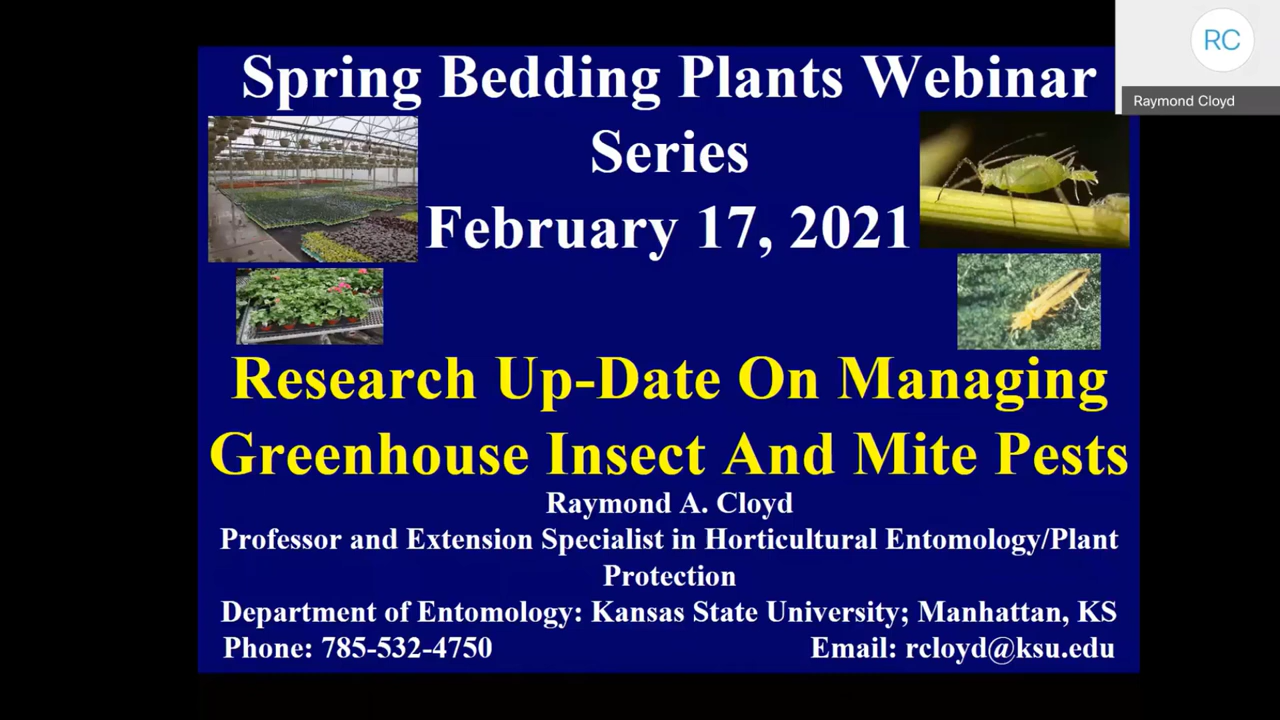 RC
Raymond Cloyd
Spring Bedding Plants Webinar
Series
February 17, 2021
Research Up-Date On Managing
Greenhouse Insect And Mite Pests
Raymond A. Cloyd
Professor and Extension Specialist in Horticultural Entomology/Plant
Protection
Department of Entomology: Kansas State University; Manhattan, KS
Phone: 785-532-4750 Email: rcloyd@ksu.edu